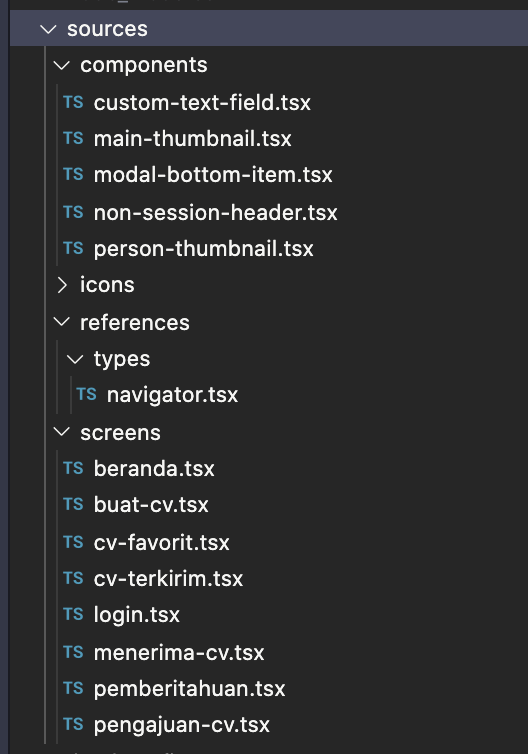 sources
components
TS custom-text-field.tsx
TS main-thumbnail.tsx
TS modal-bottom-item.tsx
TS non-session-header.tsx
TS person-thumbnail.tsx
icons
references
types
TS navigator.tsx
screens
TS beranda.tsx
TS buat-cv.tsx
TS cv-favorit.tsx
TS cv-terkirim.tsx
TS login.tsx
TS menerima-cv.tsx
TS pemberitahuan.tsx
TS pengajuan-cv.tsx